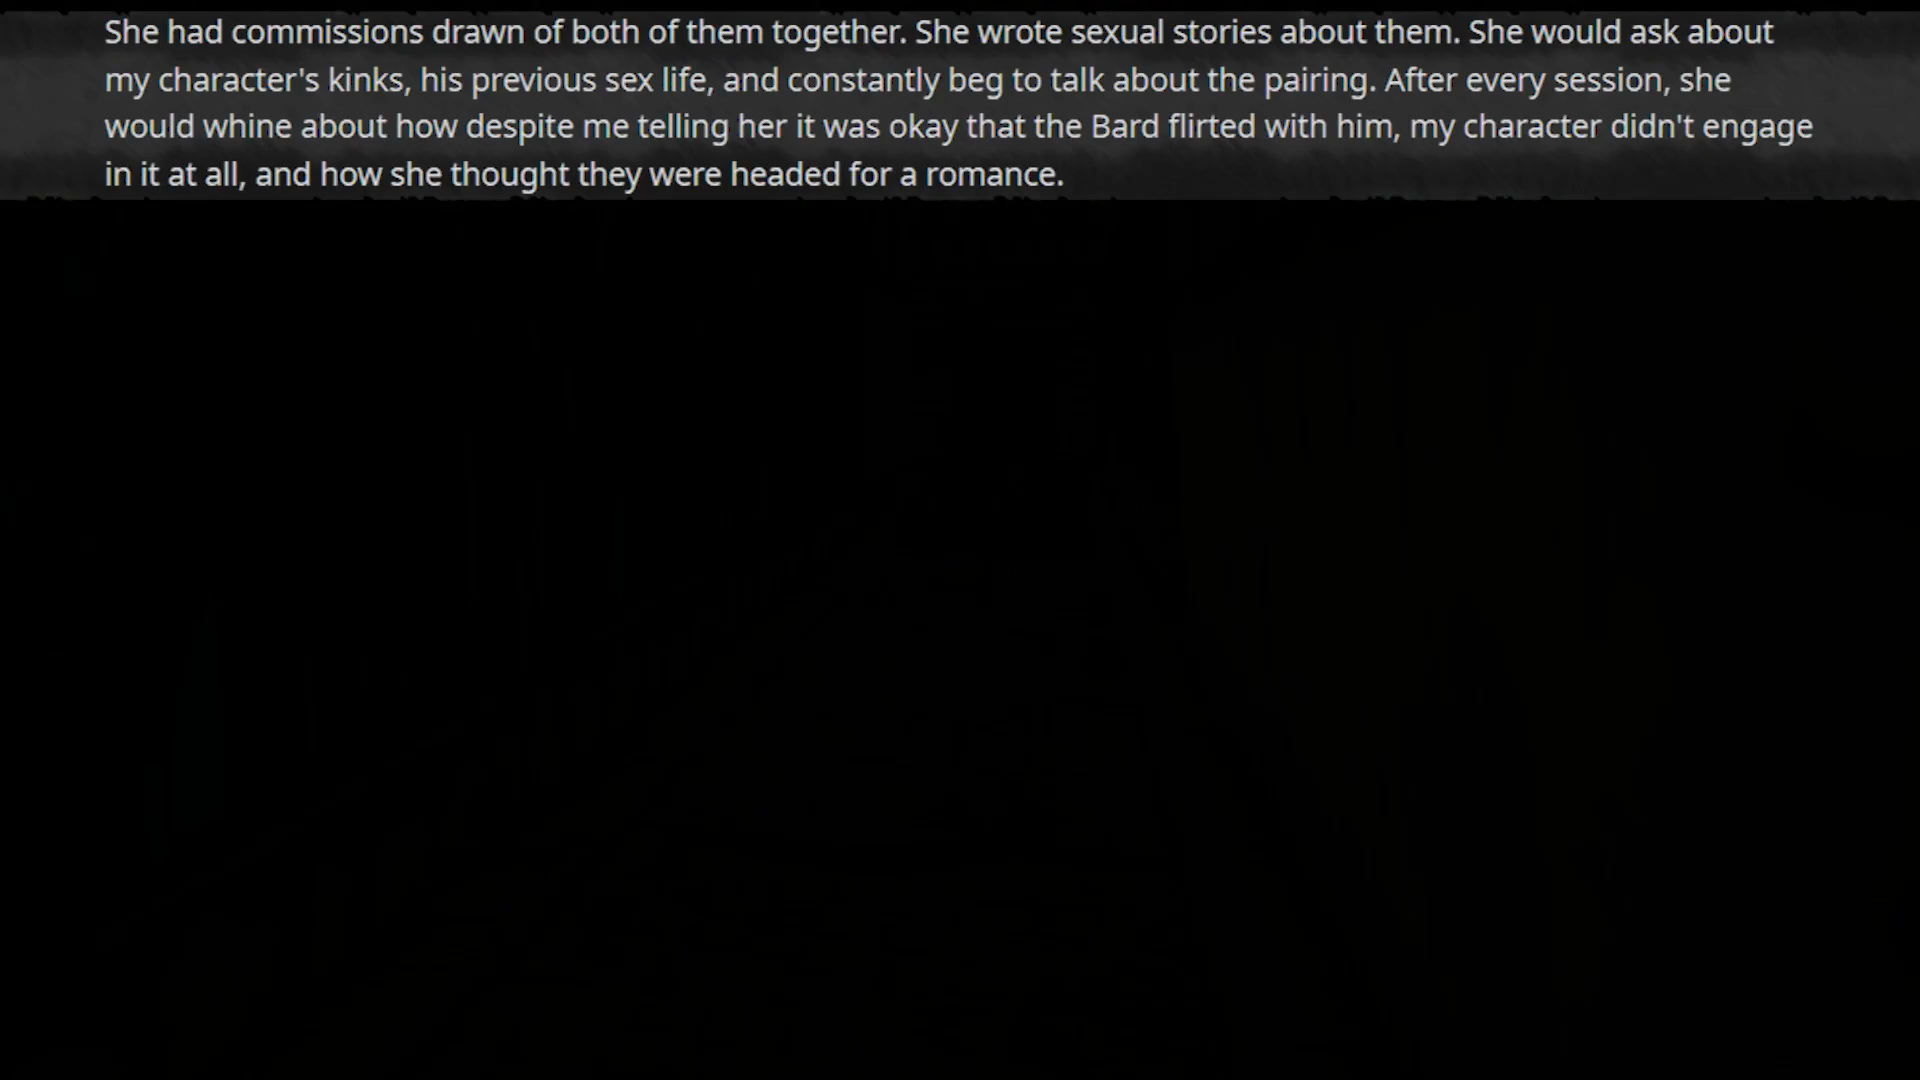 She had commissions drawn of both of them together. She wrote sexual stories about them. She would ask about
my character's kinks, his previous sex life, and constantly beg to talk about the pairing. After every session, she
would whine about how despite me telling her it was okay that the Bard flirted with him, my character didn't engage
in it at all, and how she thought they were headed for a romance.